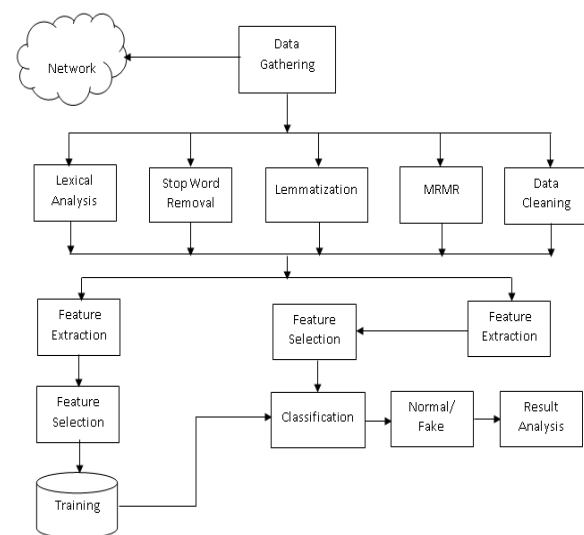 Data
Gathering
Network
Lexical
Analysis
Stop Word
Removal
Lemmatization
MRMR
Data
Cleaning
Feature
Extraction
Feature
Selection
Feature
Extraction
Feature
Selection
Classification
Normal/
Fake
Result
Analysis
Training